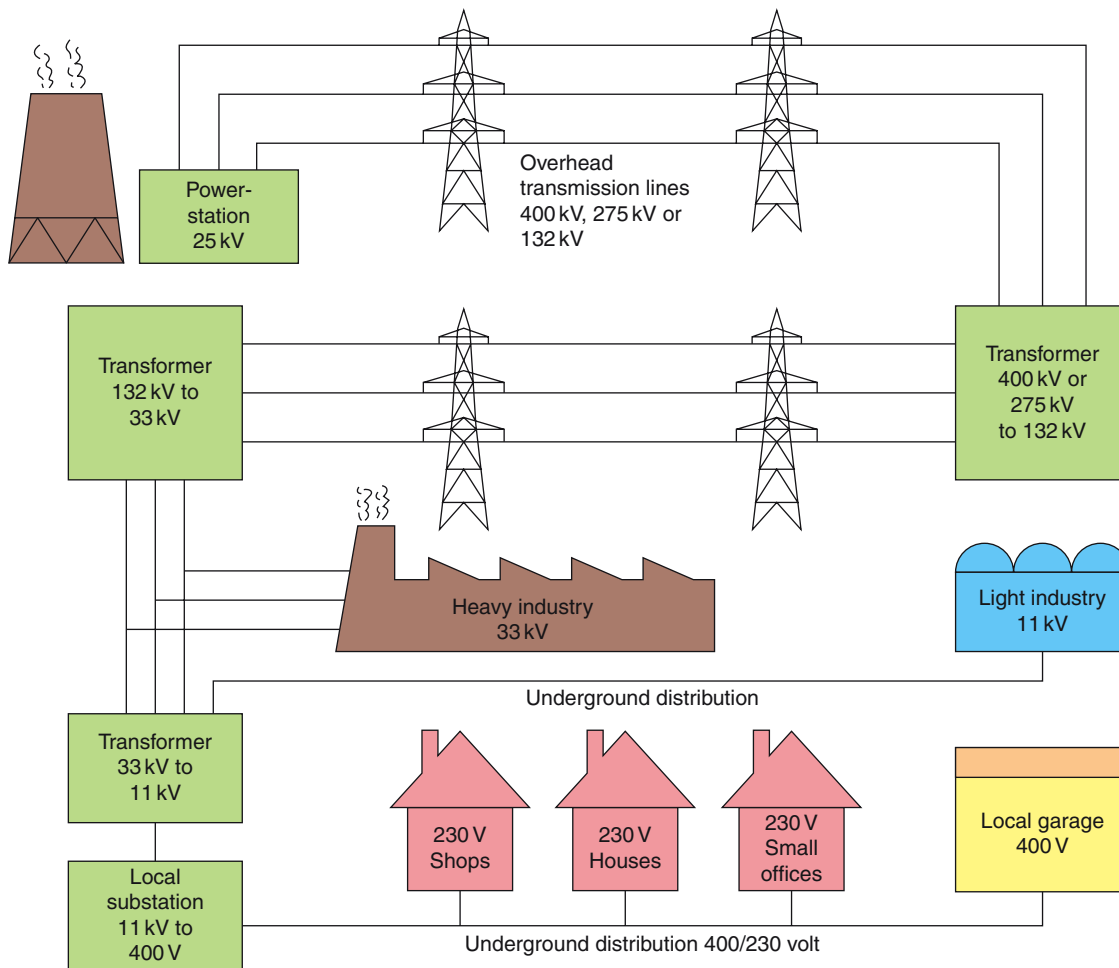 Power-
station
25 kV
Overhead
transmission lines
400 kV, 275 kV or
132 kV
Transformer
132 kV to
33 kV
Transformer
400 kV or
275 kV
to 132 kV
Heavy industry
33 kV
Light industry
11 kV
Underground distribution
Transformer
33 kV to
11 kV
230 V
Shops
230 V
Houses
230 V
Small
offices
Local garage
400 V
Local
substation
11 kV to
400 V
Underground distribution 400/230 volt